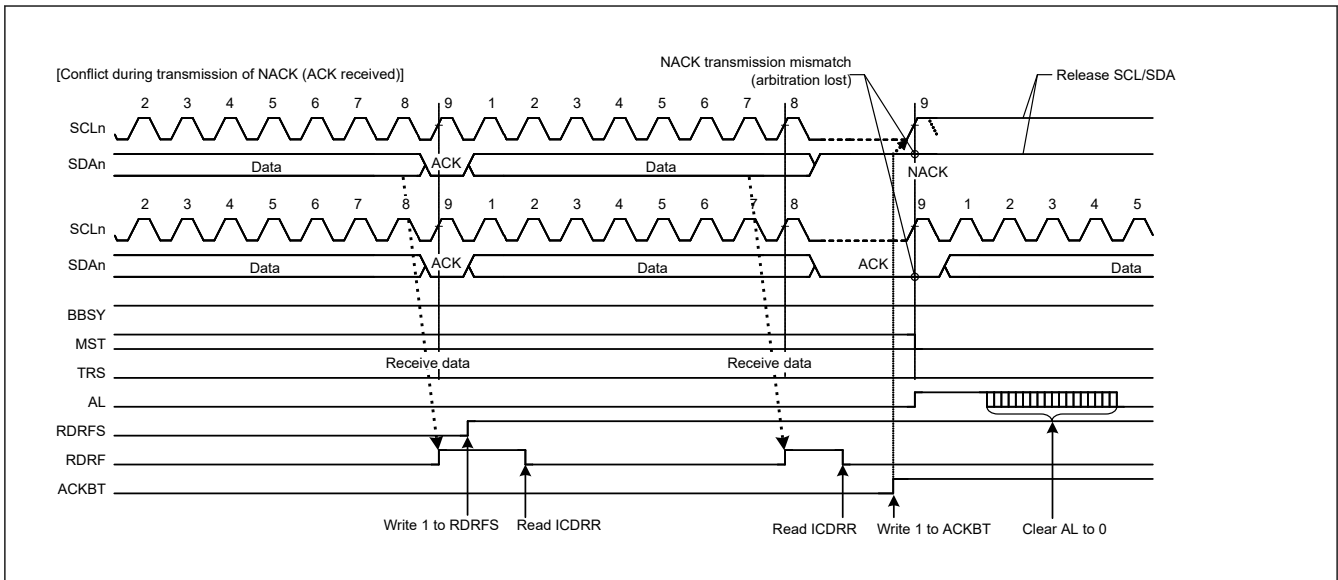 [Conflict during transmission of NACK (ACK received)]
NACK transmission mismatch
(arbitration lost)
Release SCL/SDA
2 3 4 5 6 7 8 9 1 2 3 4 5 6 7 8 9
SCLn
SDAn Data ACK Data NACK
2 3 4 5 6 7 8 9 1 2 3 4 5 6 7 8 9 1 2 3 4 5
SCLn
SDAn Data ACK Data ACK Data
BBSY
MST
Receive data Receive data
TRS
AL
RDRFS
RDRF
ACKBT
Write 1 to RDRFS Read ICDRR Read ICDRR Write 1 to ACKBT Clear AL to 0